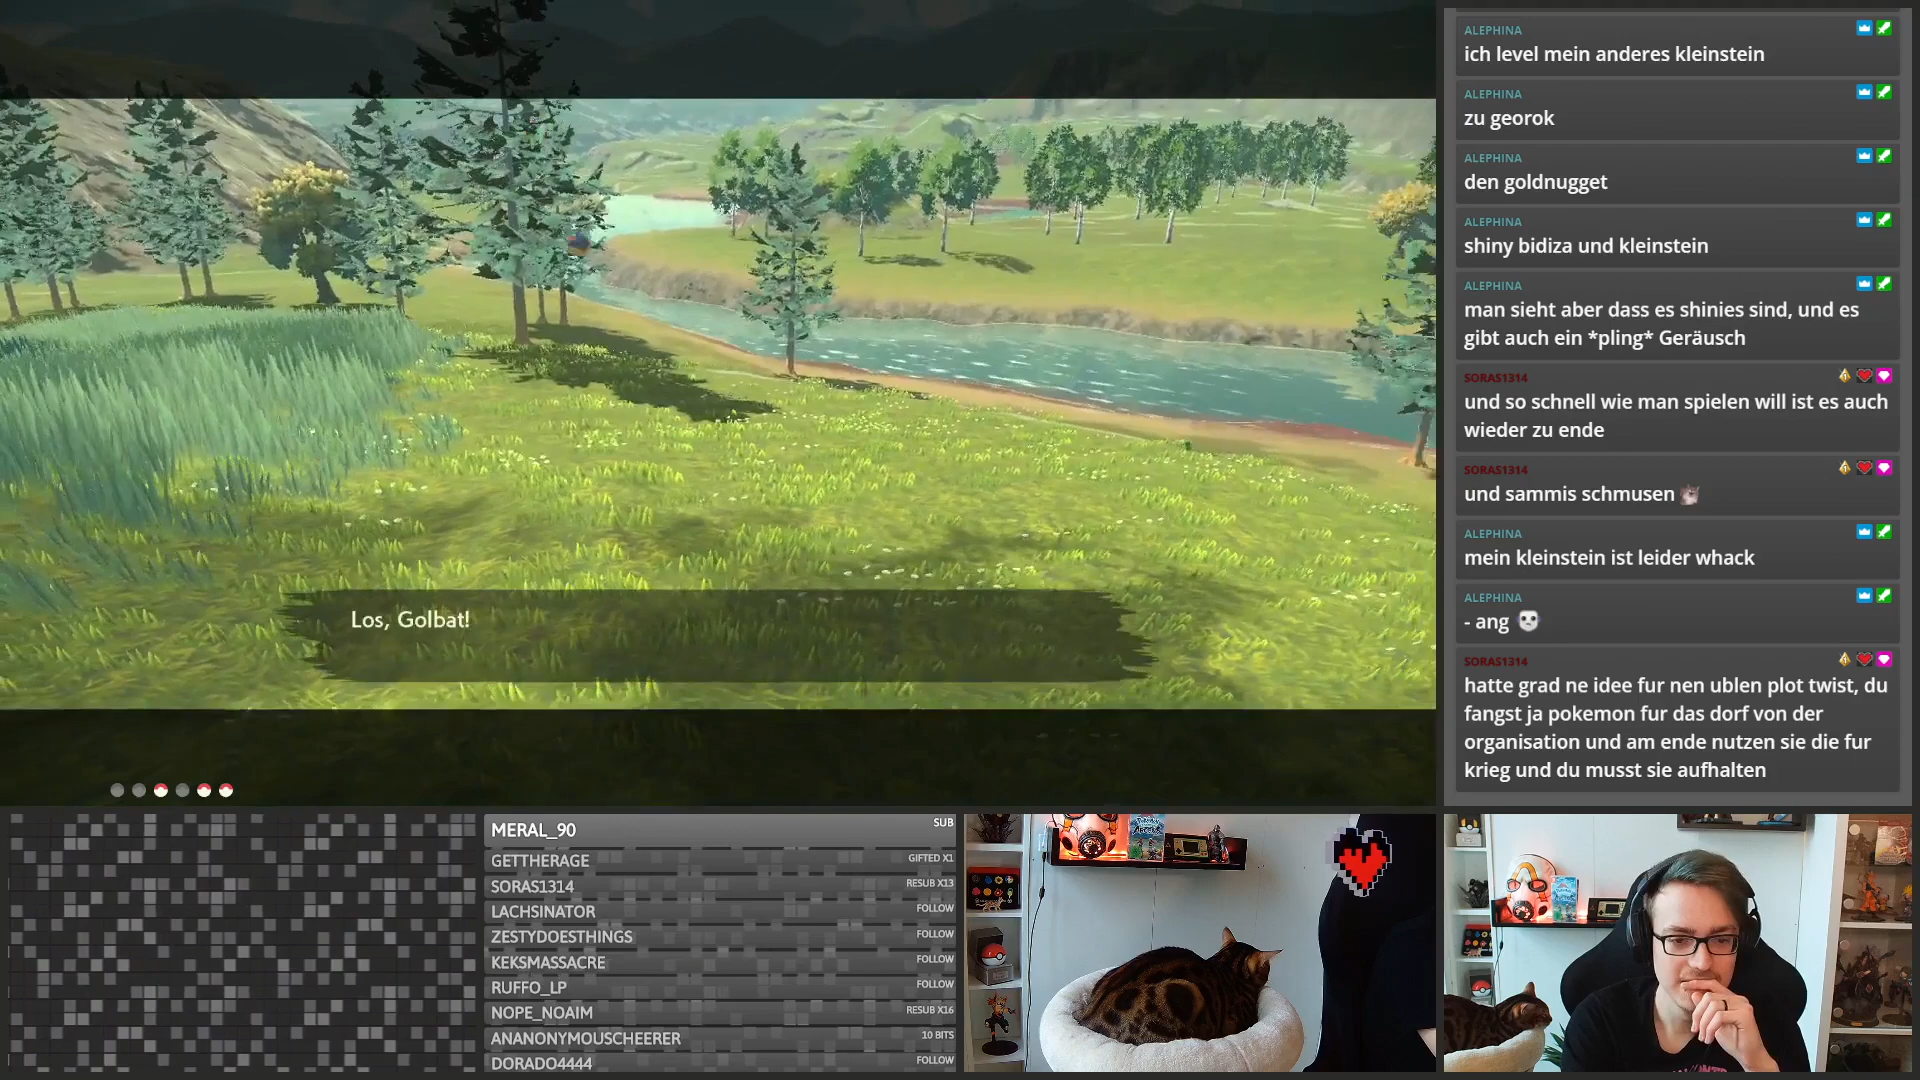 Los, Golbat!
ALEPHINA
ich level mein anderes kleinstein
ALEPHINA
zu georok
ALEPHINA
den goldnugget
ALEPHINA
shiny bidiza und kleinstein
ALEPHINA
man sieht aber dass es shinies sind, und es
gibt auch ein *pling* Geräusch
SORAS1314
und so schnell wie man spielen will ist es auch
wieder zu ende
SORAS1314
und sammis schmusen
ALEPHINA
mein kleinstein ist leider whack
ALEPHINA
- ang
SORAS1314
hatte grad ne idee fur nen ublen plot twist, du
fangst ja pokemon fur das dorf von der
organisation und am ende nutzen sie die fur
krieg und du musst sie aufhalten
MERAL_90 SUB
GETTHERAGE GIFTED X1
SORAS1314 RESUB X13
LACHSINATOR FOLLOW
ZESTYDOESTHINGS FOLLOW
KEKSMASSACRE FOLLOW
RUFFO_LP FOLLOW
NOPE_NOAIM RESUB X16
ANANONYMOUSCHEERER 10 BITS
DORADO4444 FOLLOW